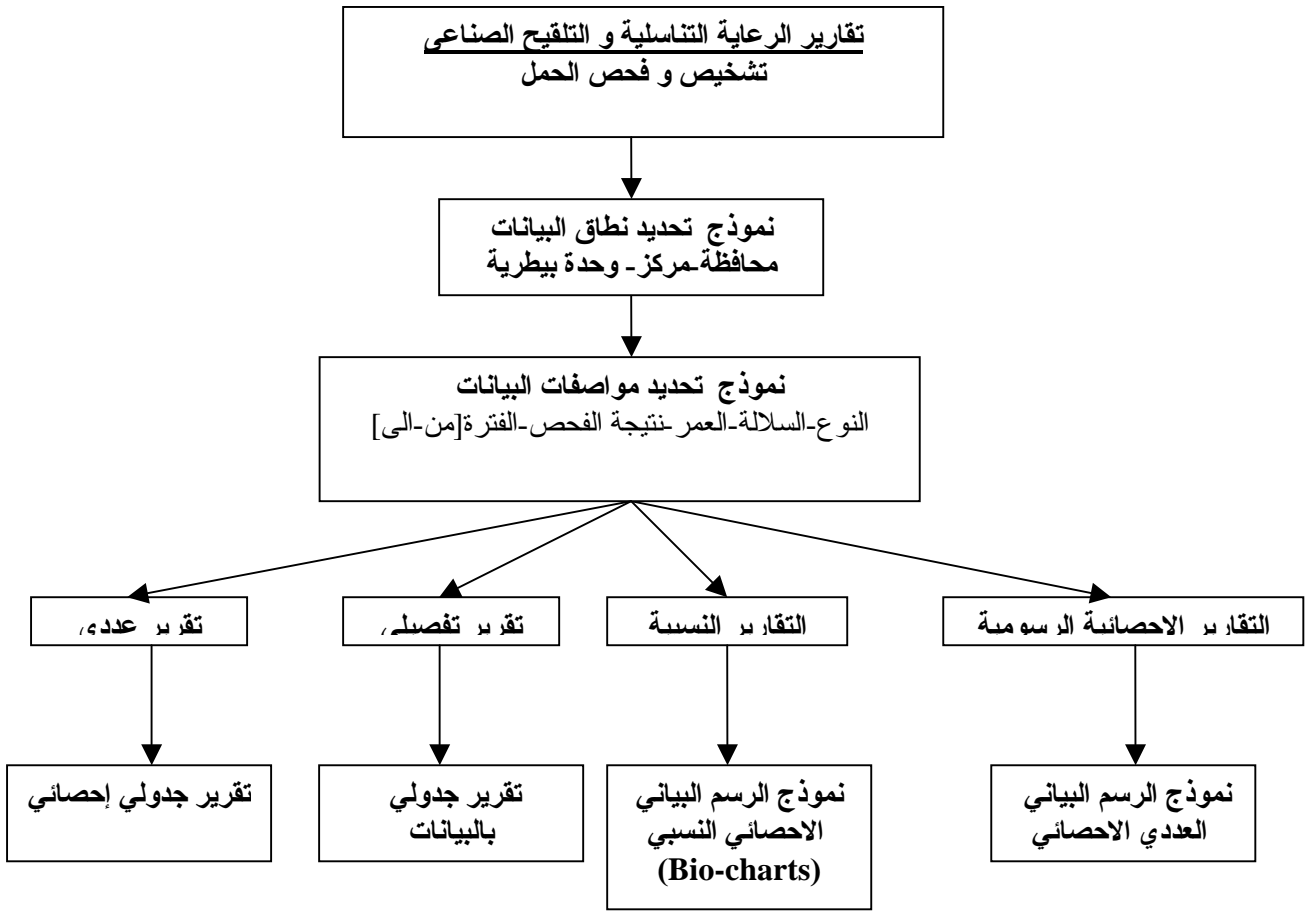 تقارير الرعاية التناسلية و التلقيح الصناعى
تشخيص و فحص الحمل
نموذج تحديد نطاق البيانات
محافظة-مركز- وحدة بيطرية
نموذج تحديد مواصفات البيانات
النوع-السلالة-العمر-نتيجة الفحص-الفترة[من-الى]
التقارير الاحصائية الرسومية
التقارير النسبية
تقرير تفصيلى
تقرير عددى
نموذج الرسم البياني
العددي الاحصائي
نموذج الرسم البياني
الاحصائي النسبي
(Bio-charts)
تقرير جدولي
بالبيانات
تقرير جدولي إحصائي